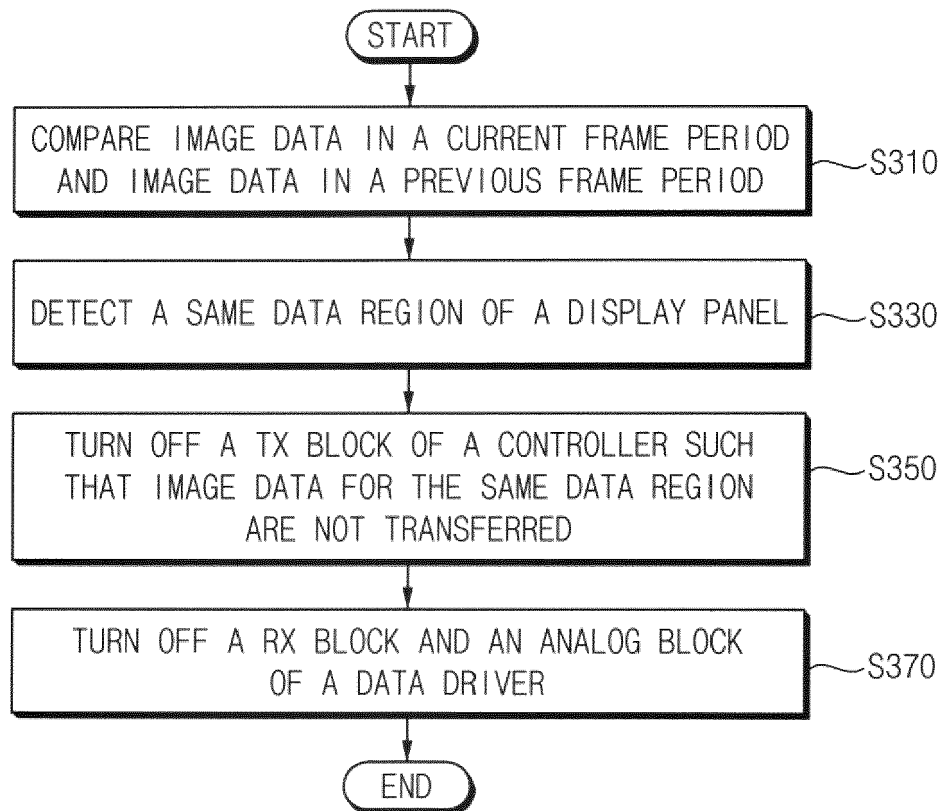 START
COMPARE IMAGE DATA IN A CURRENT FRAME PERIOD
AND IMAGE DATA IN A PREVIOUS FRAME PERIOD
S310
DETECT A SAME DATA REGION OF A DISPLAY PANEL
S330
TURN OFF A TX BLOCK OF A CONTROLLER SUCH
THAT IMAGE DATA FOR THE SAME DATA REGION
ARE NOT TRANSFERRED
S350
TURN OFF A RX BLOCK AND AN ANALOG BLOCK
OF A DATA DRIVER
S370
END